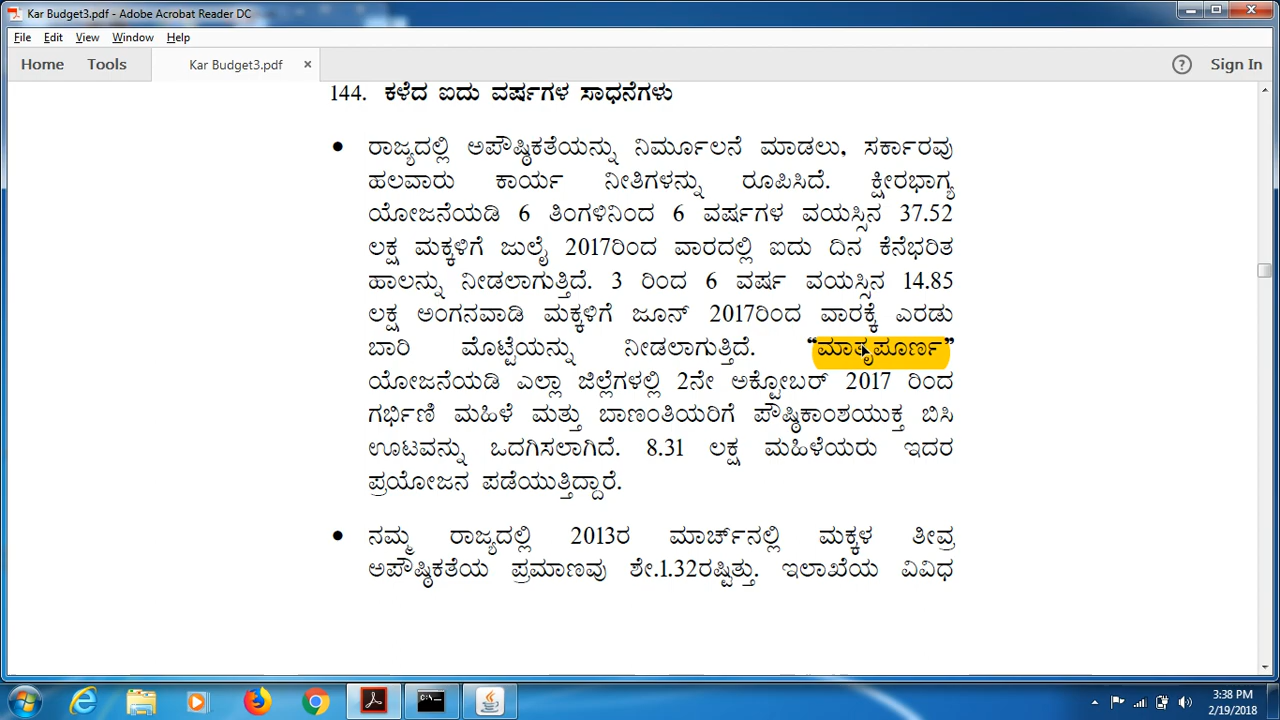 Kar Budget3.pdf - Adobe Acrobat Reader DC
File Edit View Window Help
Home Tools Kar Budget3.pdf × ? Sign In
144. ಕಳೆದ ಐದು ವರ್ಷಗಳ ಸಾಧನೆಗಳು
• ರಾಜ್ಯದಲ್ಲಿ ಅಪೌಷ್ಠಿಕತೆಯನ್ನು ನಿರ್ಮೂಲನೆ ಮಾಡಲು, ಸರ್ಕಾರವು
ಹಲವಾರು ಕಾರ್ಯ ನೀತಿಗಳನ್ನು ರೂಪಿಸಿದೆ. ಕ್ಷೀರಭಾಗ್ಯ
ಯೋಜನೆಯಡಿ 6 ತಿಂಗಳಿನಿಂದ 6 ವರ್ಷಗಳ ವಯಸ್ಸಿನ 37.52
ಲಕ್ಷ ಮಕ್ಕಳಿಗೆ ಜುಲೈ 2017ರಿಂದ ವಾರದಲ್ಲಿ ಐದು ದಿನ ಕೆನೆಭರಿತ
ಹಾಲನ್ನು ನೀಡಲಾಗುತ್ತಿದೆ. 3 ರಿಂದ 6 ವರ್ಷ ವಯಸ್ಸಿನ 14.85
ಲಕ್ಷ ಅಂಗನವಾಡಿ ಮಕ್ಕಳಿಗೆ ಜೂನ್ 2017ರಿಂದ ವಾರಕ್ಕೆ ಎರಡು
ಬಾರಿ ಮೊಟ್ಟೆಯನ್ನು ನೀಡಲಾಗುತ್ತಿದೆ. “ಮಾತೃಪೂರ್ಣ”
ಯೋಜನೆಯಡಿ ಎಲ್ಲಾ ಜಿಲ್ಲೆಗಳಲ್ಲಿ 2ನೇ ಅಕ್ಟೋಬರ್ 2017 ರಿಂದ
ಗರ್ಭಿಣಿ ಮಹಿಳೆ ಮತ್ತು ಬಾಣಂತಿಯರಿಗೆ ಪೌಷ್ಠಿಕಾಂಶಯುಕ್ತ ಬಿಸಿ
ಊಟವನ್ನು ಒದಗಿಸಲಾಗಿದೆ. 8.31 ಲಕ್ಷ ಮಹಿಳೆಯರು ಇದರ
ಪ್ರಯೋಜನ ಪಡೆಯುತ್ತಿದ್ದಾರೆ.
• ನಮ್ಮ ರಾಜ್ಯದಲ್ಲಿ 2013ರ ಮಾರ್ಚ್‌ನಲ್ಲಿ ಮಕ್ಕಳ ತೀವ್ರ
ಅಪೌಷ್ಠಿಕತೆಯ ಪ್ರಮಾಣವು ಶೇ.1.32ರಷ್ಟಿತ್ತು. ಇಲಾಖೆಯ ವಿವಿಧ
3:38 PM
2/19/2018